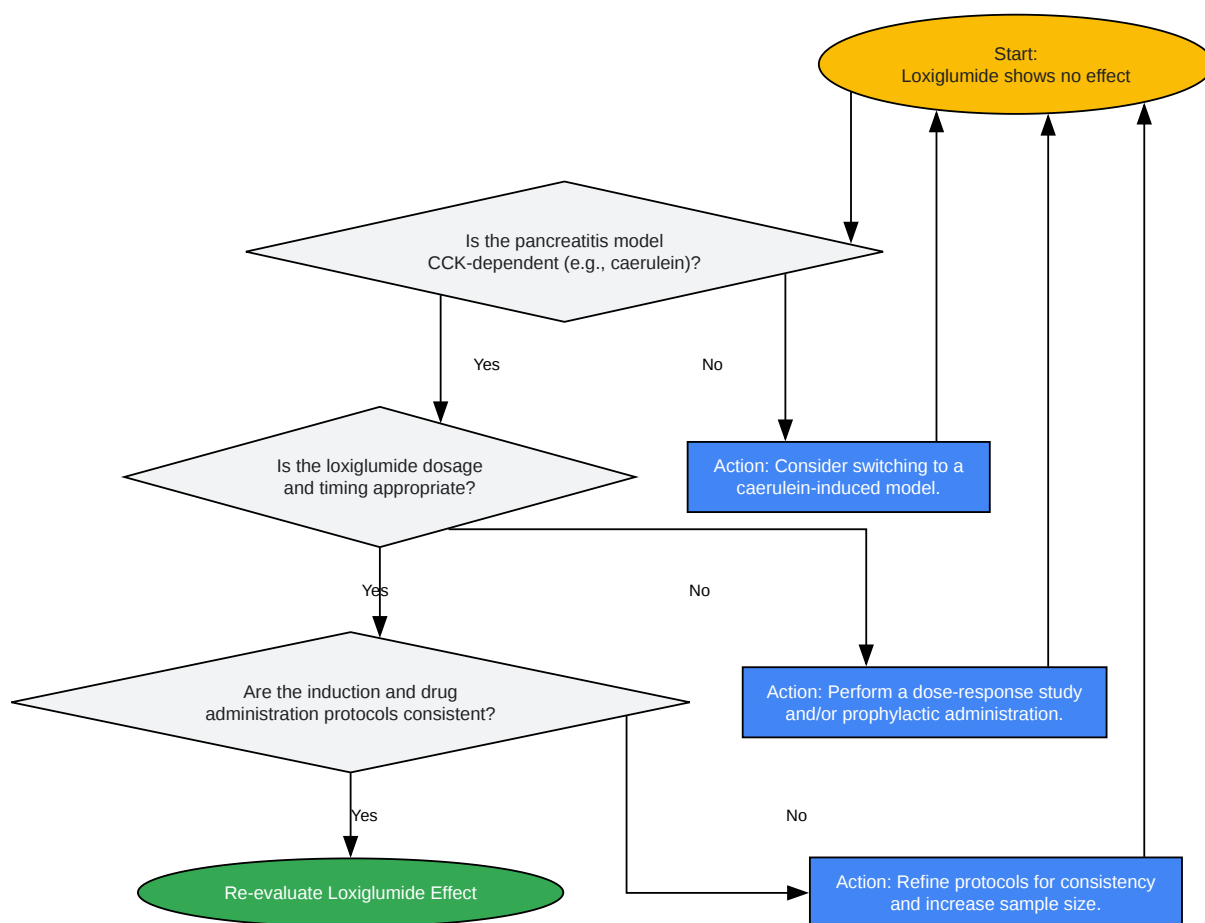 Start:
Loxiglumide shows no effect
Is the pancreatitis model
CCK-dependent (e.g., caerulein)?
Yes
No
Is the loxiglumide dosage
and timing appropriate?
Action: Consider switching to a
caerulein-induced model.
Yes
No
Are the induction and drug
administration protocols consistent?
Action: Perform a dose-response study
and/or prophylactic administration.
Yes
No
Re-evaluate Loxiglumide Effect
Action: Refine protocols for consistency
and increase sample size.